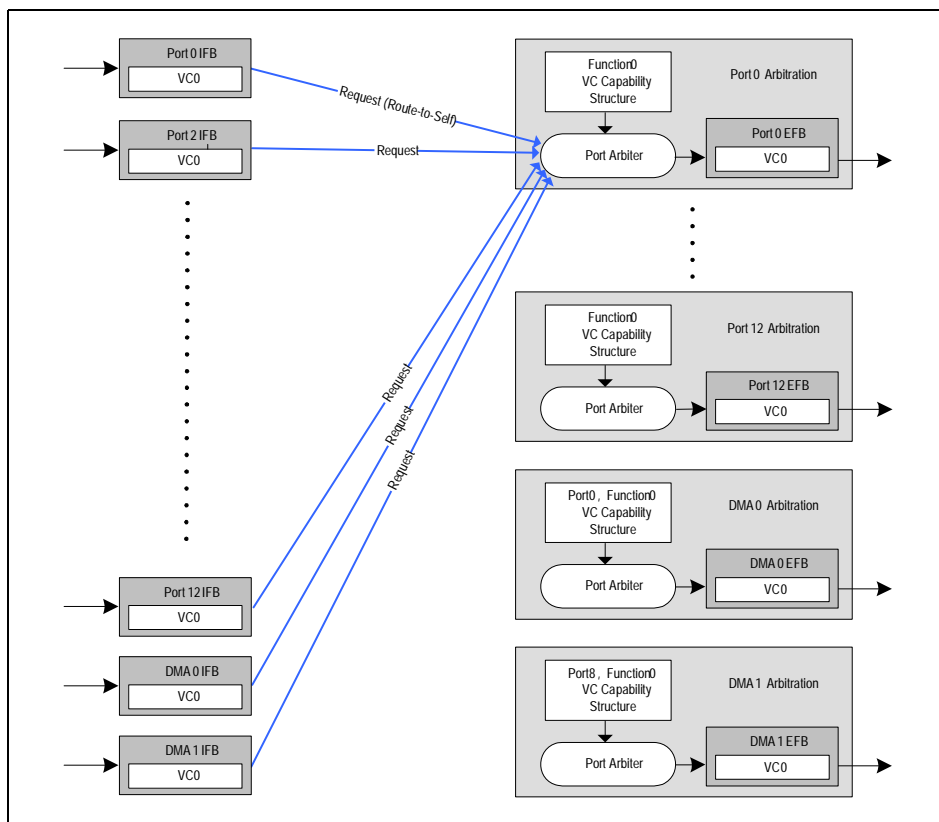 Port 0 IFB
VC0
Port 2 IFB
VC0
Port 12 IFB
VC0
DMA 0 IFB
VC0
DMA 1 IFB
VC0
Request (Route-to-Self)
Request
Request
Request
Request
Function0
VC Capability
Structure
Port 0 Arbitration
Port Arbiter
Port 0 EFB
VC0
Function0
VC Capability
Structure
Port 12 Arbitration
Port Arbiter
Port 12 EFB
VC0
Port0, Function0
VC Capability
Structure
DMA 0 Arbitration
Port Arbiter
DMA 0 EFB
VC0
Port8, Function0
VC Capability
Structure
DMA 1 Arbitration
Port Arbiter
DMA 1 EFB
VC0